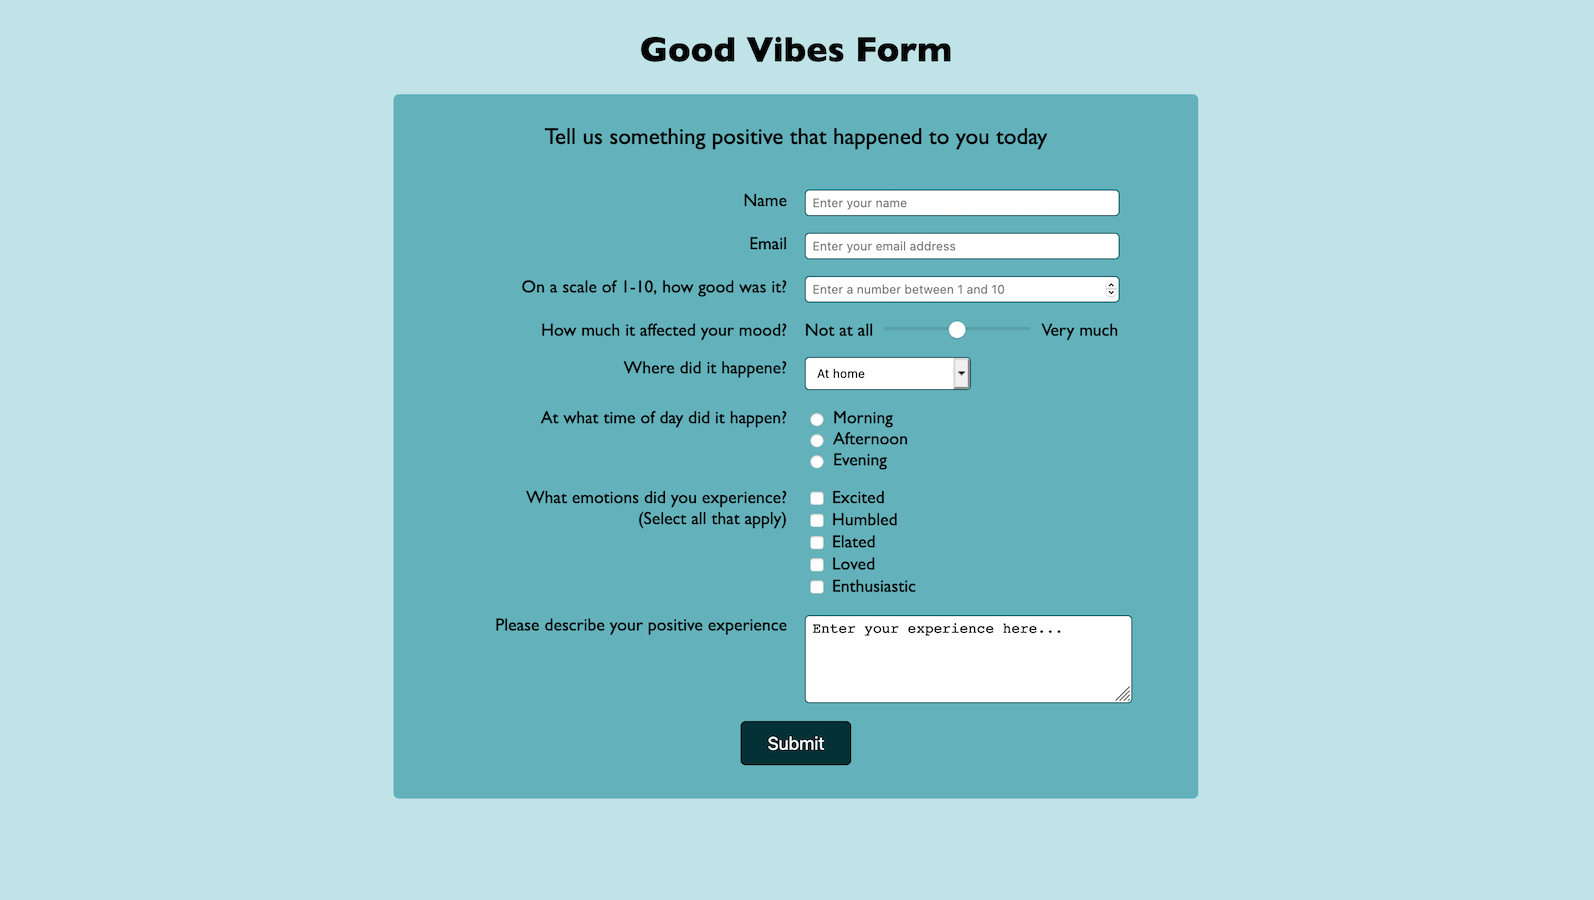 Good Vibes Form
Tell us something positive that happened to you today
Name
Enter your name
Email
Enter your email address
On a scale of 1-10, how good was it?
Enter a number between 1 and 10
How much it affected your mood?
Not at all
Very much
Where did it happene?
At home
At what time of day did it happen?
Morning
Afternoon
Evening
What emotions did you experience?
(Select all that apply)
Excited
Humbled
Elated
Loved
Enthusiastic
Please describe your positive experience
Enter your experience here...
Submit